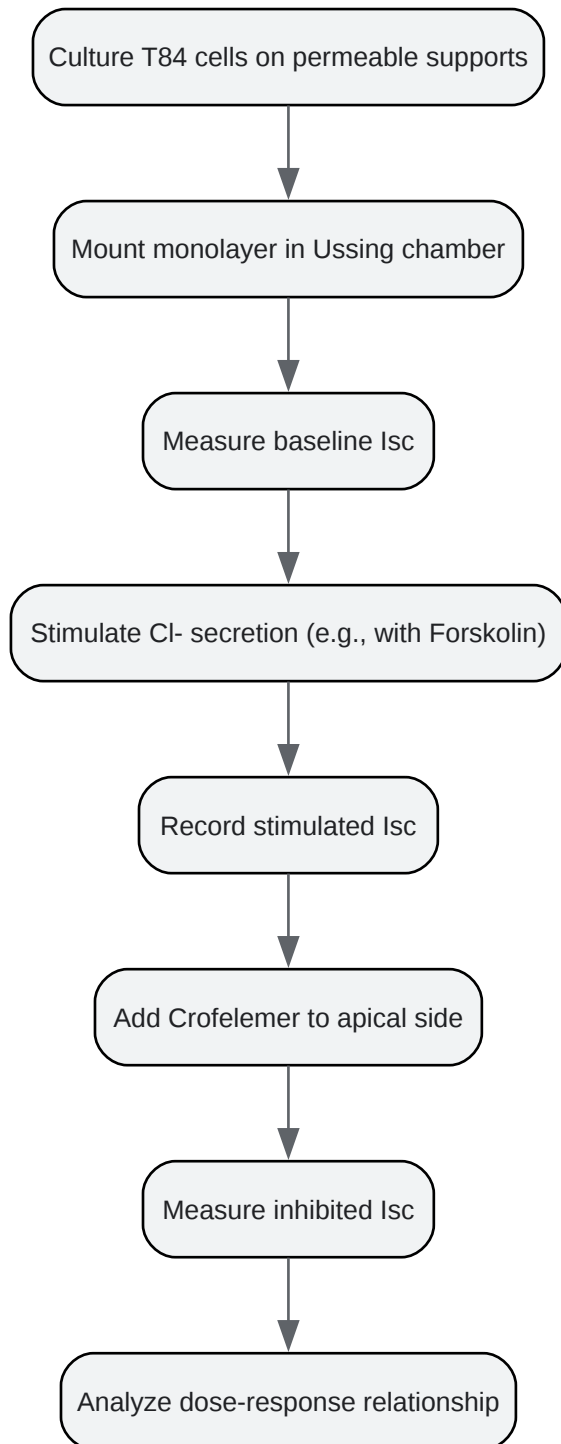 Culture T84 cells on permeable supports
Mount monolayer in Ussing chamber
Measure baseline Isc
Stimulate Cl- secretion (e.g., with Forskolin)
Record stimulated Isc
Add Crofelemer to apical side
Measure inhibited Isc
Analyze dose-response relationship